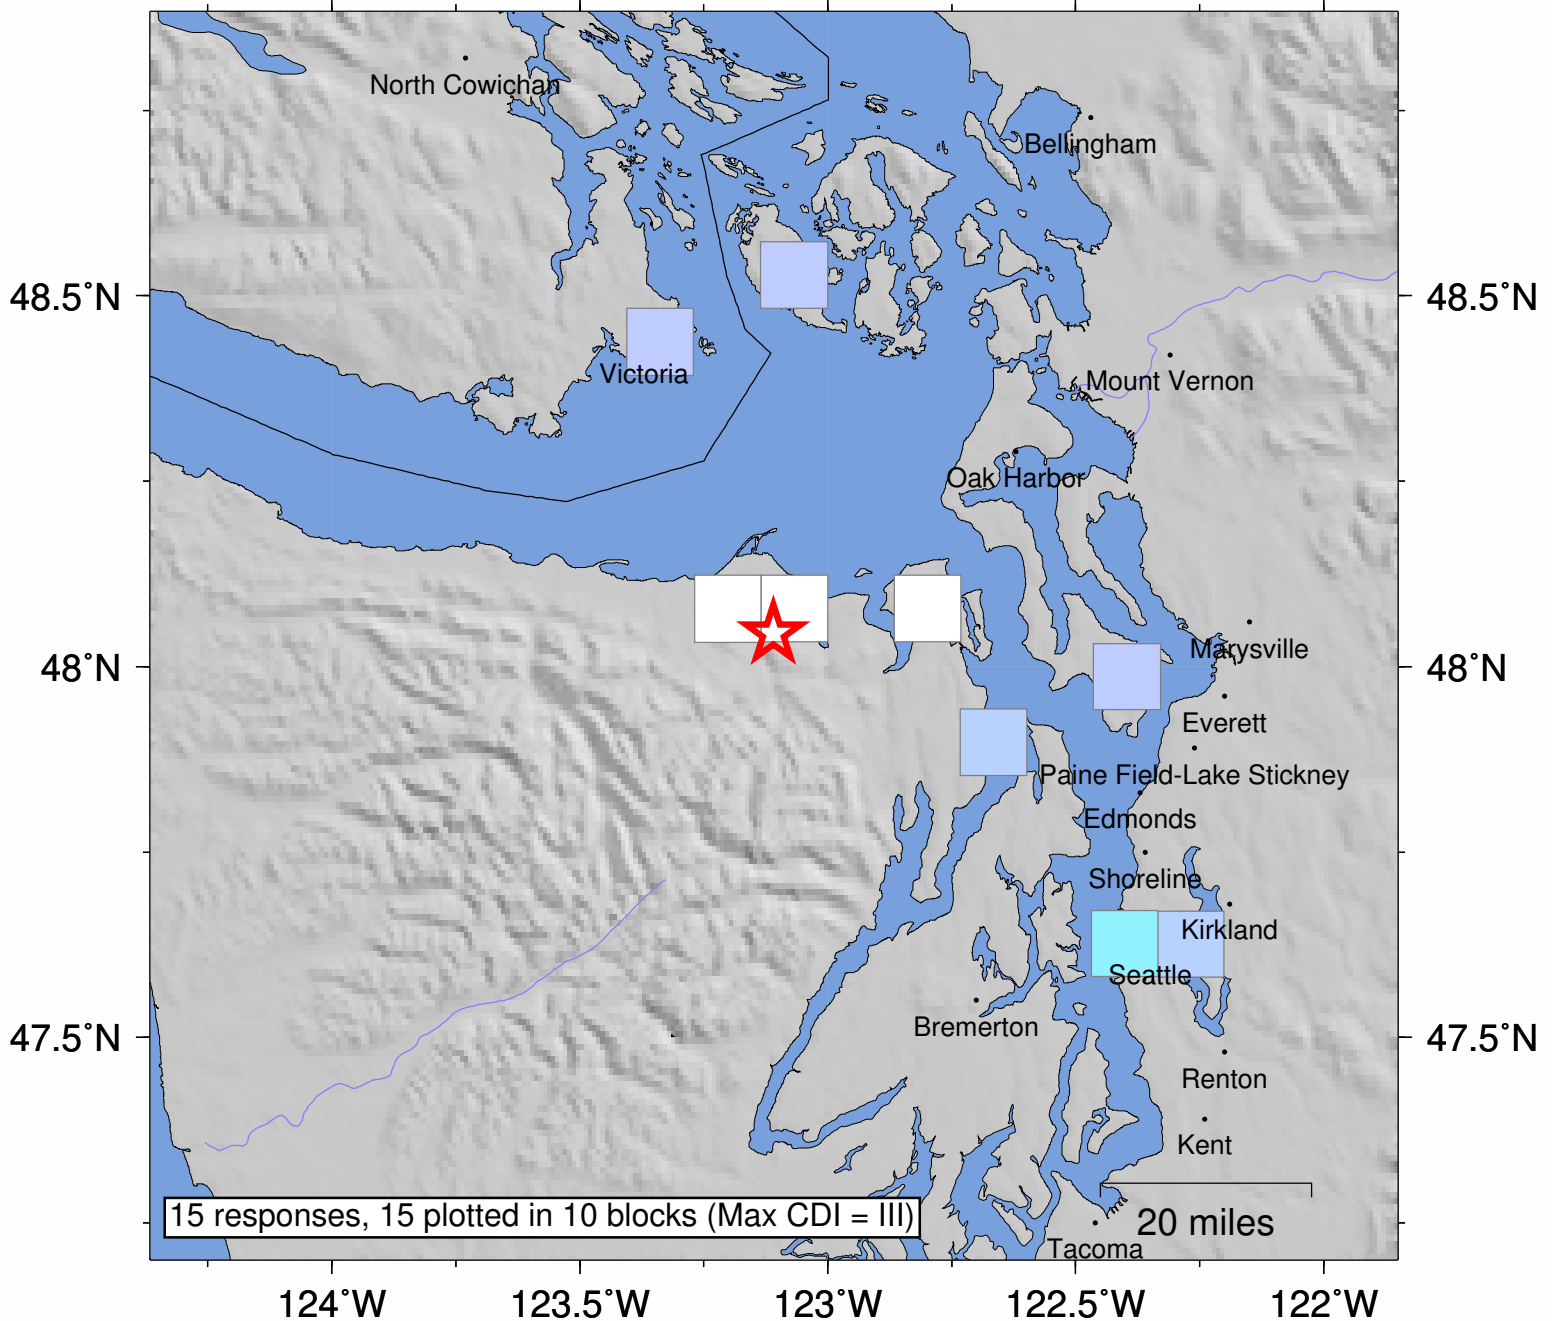 North Cowichan
Bellingham
48.5°N
48.5°N
Victoria
Mount Vernon
Oak Harbor
48°N
Marysville
48°N
Everett
Paine Field-Lake Stickney
Edmonds
Shoreline
Kirkland
Seattle
47.5°N
Bremerton
47.5°N
Renton
Kent
15 responses, 15 plotted in 10 blocks (Max CDI = III)
20 miles
Tacoma
124°W
123.5°W
123°W
122.5°W
122°W